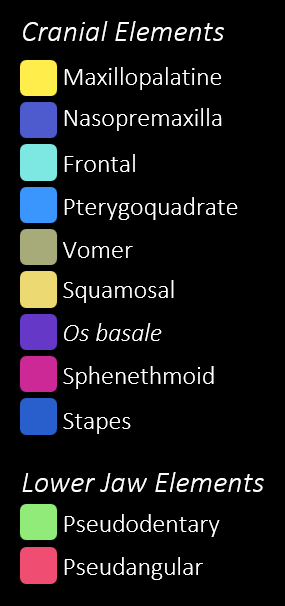 Cranial Elements
Maxillopalatine
Nasopremaxilla
Frontal
Pterygoquadrate
Vomer
Squamosal
Os basale
Sphenethmoid
Stapes
Lower Jaw Elements
Pseudodentary
Pseudangular